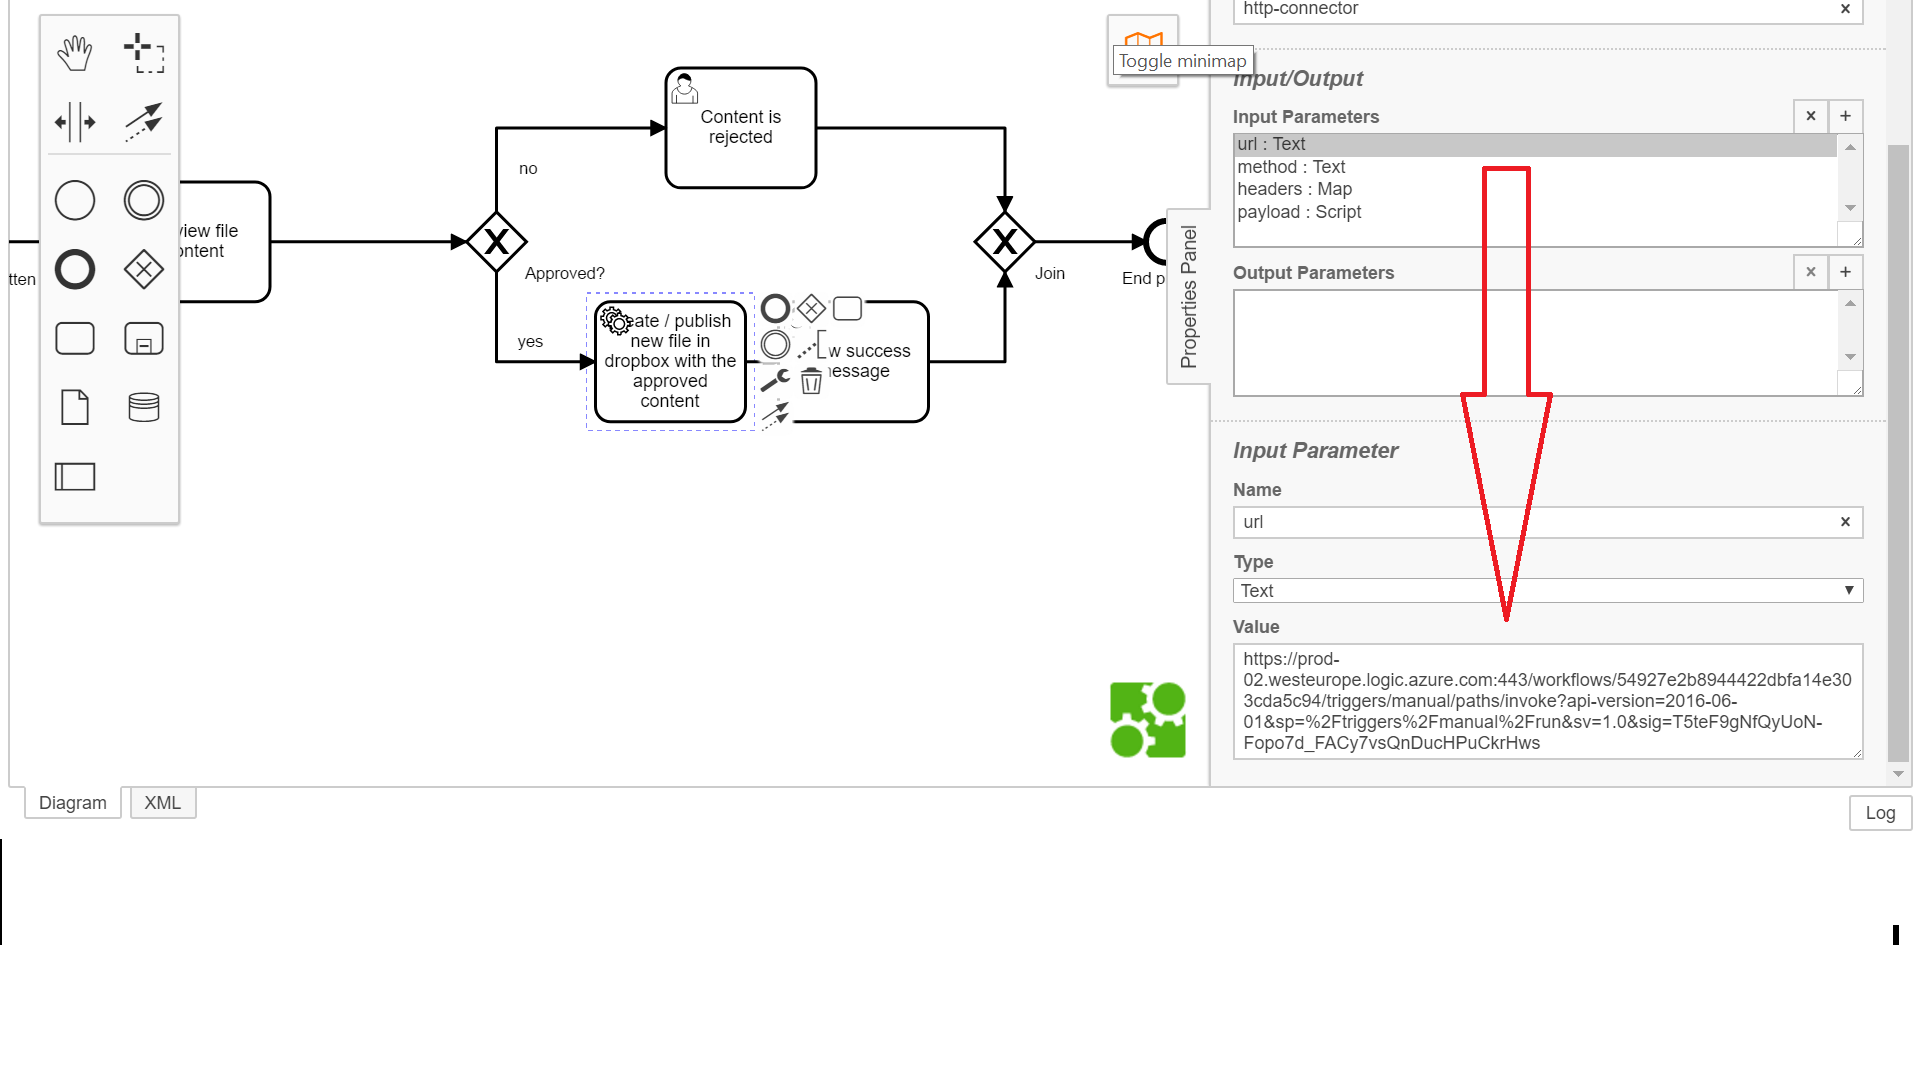 http-connector
Toggle minimap
Input/Output
Input Parameters
url : Text
method : Text
headers : Map
payload : Script
Output Parameters
Properties Panel
Input Parameter
Name
url
Type
Text
Value
https://prod-
02.westeurope.logic.azure.com:443/workflows/54927e2b8944422dbfa14e30
3cda5c94/triggers/manual/paths/invoke?api-version=2016-06-
01&sp=%2Ftriggers%2Fmanual%2Frun&sv=1.0&sig=T5teF9gNfQyUoN-
Fopo7d_FACy7vsQnDucHPuCkrHws
tten
view file
ontent
no
Approved?
yes
Content is
rejected
eate / publish
new file in
dropbox with the
approved
content
w success
essage
Join
End p
Diagram
XML
Log